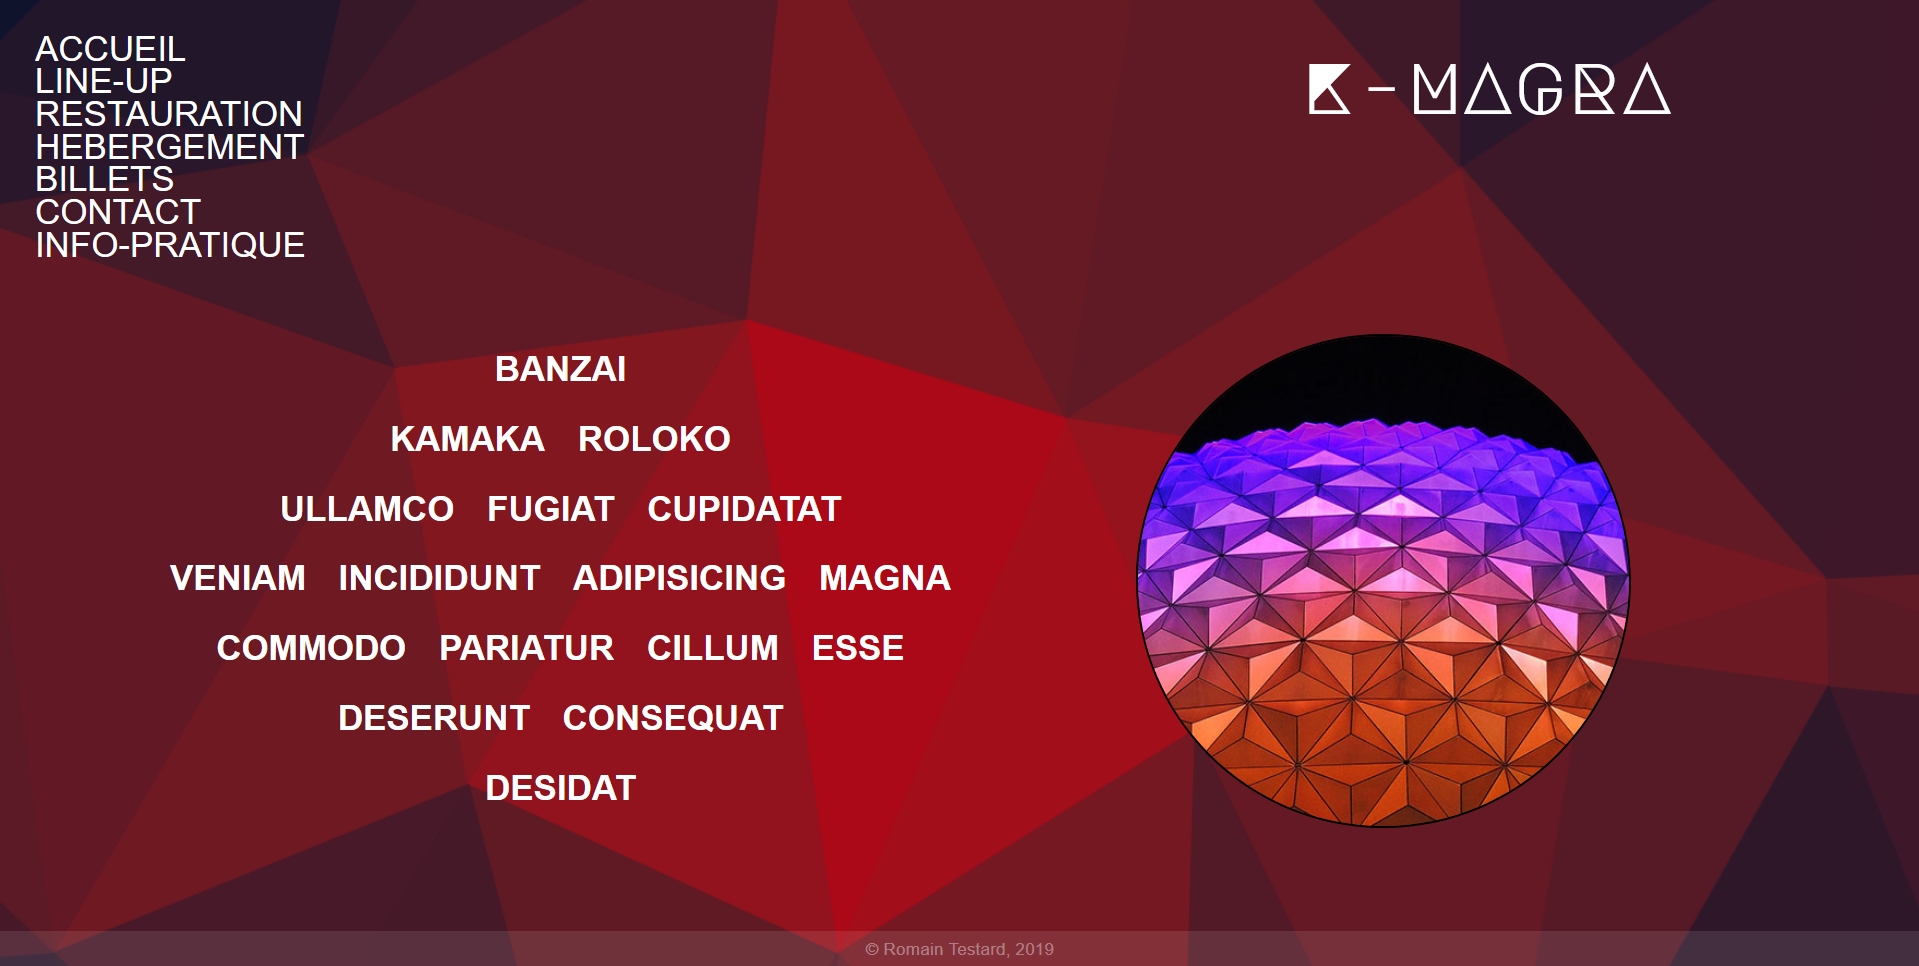 ACCUEIL
LINE-UP
RESTAURATION
HEBERGEMENT
BILLETS
CONTACT
INFO-PRATIQUE
K-MAGRA
BANZAI
KAMAKA ROLOKO
ULLAMCO FUGIAT CUPIDATAT
VENIAM INCIDIDUNT ADIPISICING MAGNA
COMMODO PARIATUR CILLUM ESSE
DESERUNT CONSEQUAT
DESIDAT
© Romain Testard, 2019